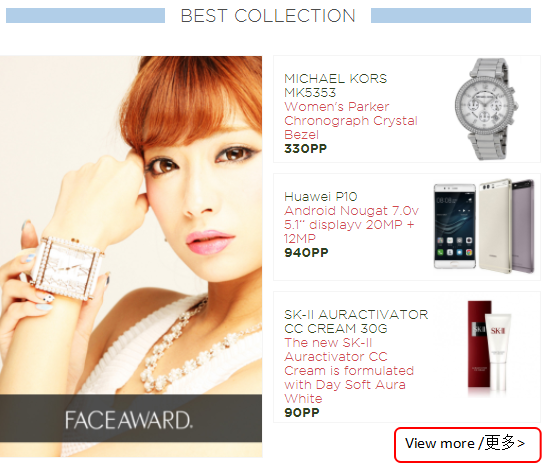 BEST COLLECTION
FACEAWARD.
MICHAEL KORS
MK5353
Women's Parker
Chronograph Crystal
Bezel
330PP
Huawei P10
Android Nougat 7.0v
5.1'' displayv 20MP +
12MP
940PP
SK-II AURACTIVATOR
CC CREAM 30G
The new SK-II
Auractivator CC
Cream is formulated
with Day Soft Aura
White
90PP
SK-II
View more /更多>